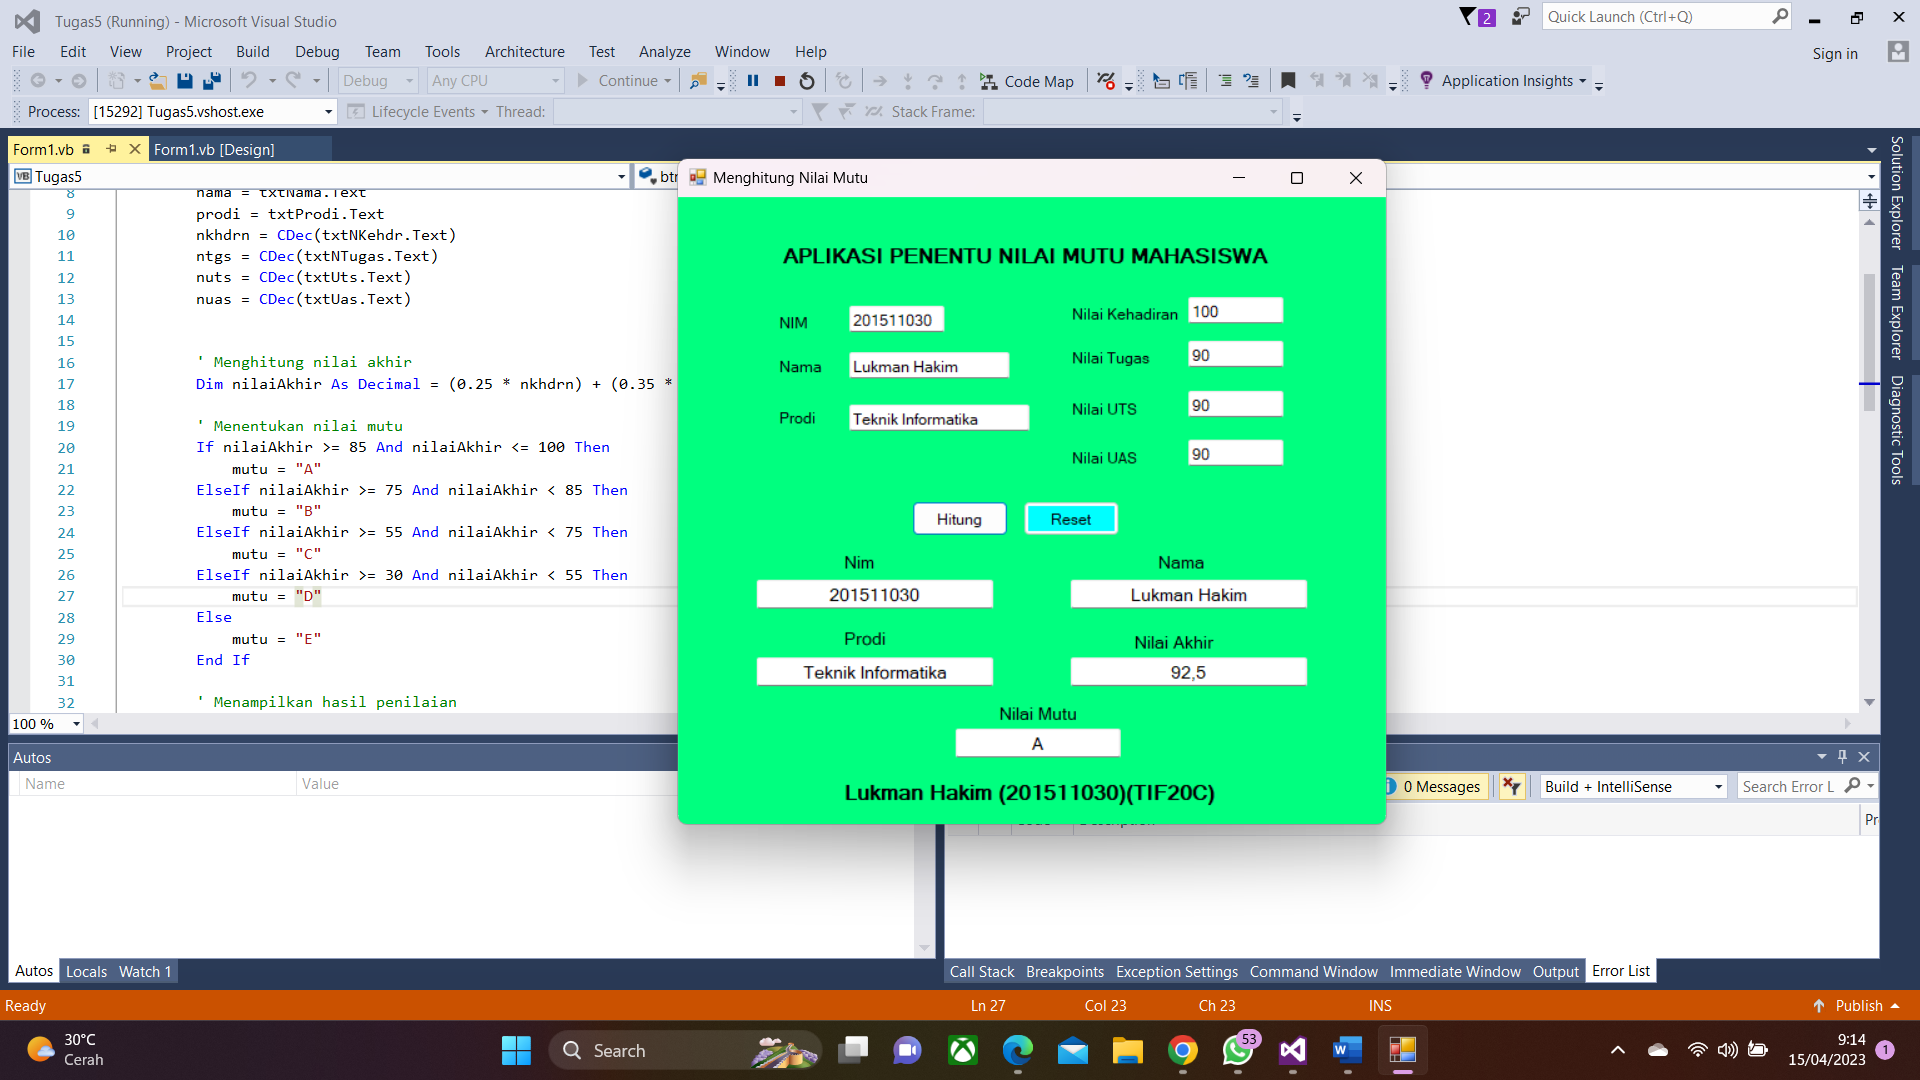 Tugas5 (Running) - Microsoft Visual Studio
2
Quick Launch (Ctrl+Q)
File Edit View Project Build Debug Team Tools Architecture Test Analyze Window Help
Sign in
Debug Any CPU Continue Code Map Application Insights
Process: [15292] Tugas5.vshost.exe Lifecycle Events Thread: Stack Frame:
Form1.vb Form1.vb [Design]
VB Tugas5
8 nama = txtNama.Text
9 prodi = txtProdi.Text
10 nkhdrn = CDec(txtNKehdr.Text)
11 ntgs = CDec(txtNTugas.Text)
12 nuts = CDec(txtUts.Text)
13 nuas = CDec(txtUas.Text)
14
15
16 ' Menghitung nilai akhir
17 Dim nilaiAkhir As Decimal = (0.25 * nkhdrn) + (0.35 *
18
19 ' Menentukan nilai mutu
20 If nilaiAkhir >= 85 And nilaiAkhir <= 100 Then
21 mutu = "A"
22 ElseIf nilaiAkhir >= 75 And nilaiAkhir < 85 Then
23 mutu = "B"
24 ElseIf nilaiAkhir >= 55 And nilaiAkhir < 75 Then
25 mutu = "C"
26 ElseIf nilaiAkhir >= 30 And nilaiAkhir < 55 Then
27 mutu = "D"
28 Else
29 mutu = "E"
30 End If
31
32 ' Menampilkan hasil penilaian
100 %
Menghitung Nilai Mutu
APLIKASI PENENTU NILAI MUTU MAHASISWA
NIM 201511030
Nama Lukman Hakim
Prodi Teknik Informatika
Nilai Kehadiran 100
Nilai Tugas 90
Nilai UTS 90
Nilai UAS 90
Hitung Reset
Nim Nama
201511030 Lukman Hakim
Prodi Nilai Akhir
Teknik Informatika 92,5
Nilai Mutu
A
Lukman Hakim (201511030)(TIF20C)
Solution Explorer
Team Explorer
Diagnostic Tools
Autos
Name Value
0 Messages Build + IntelliSense Search Error L
Autos Locals Watch 1
Call Stack Breakpoints Exception Settings Command Window Immediate Window Output Error List
Ready Ln 27 Col 23 Ch 23 INS Publish
30°C
Cerah
Search
53
9:14
15/04/2023
1